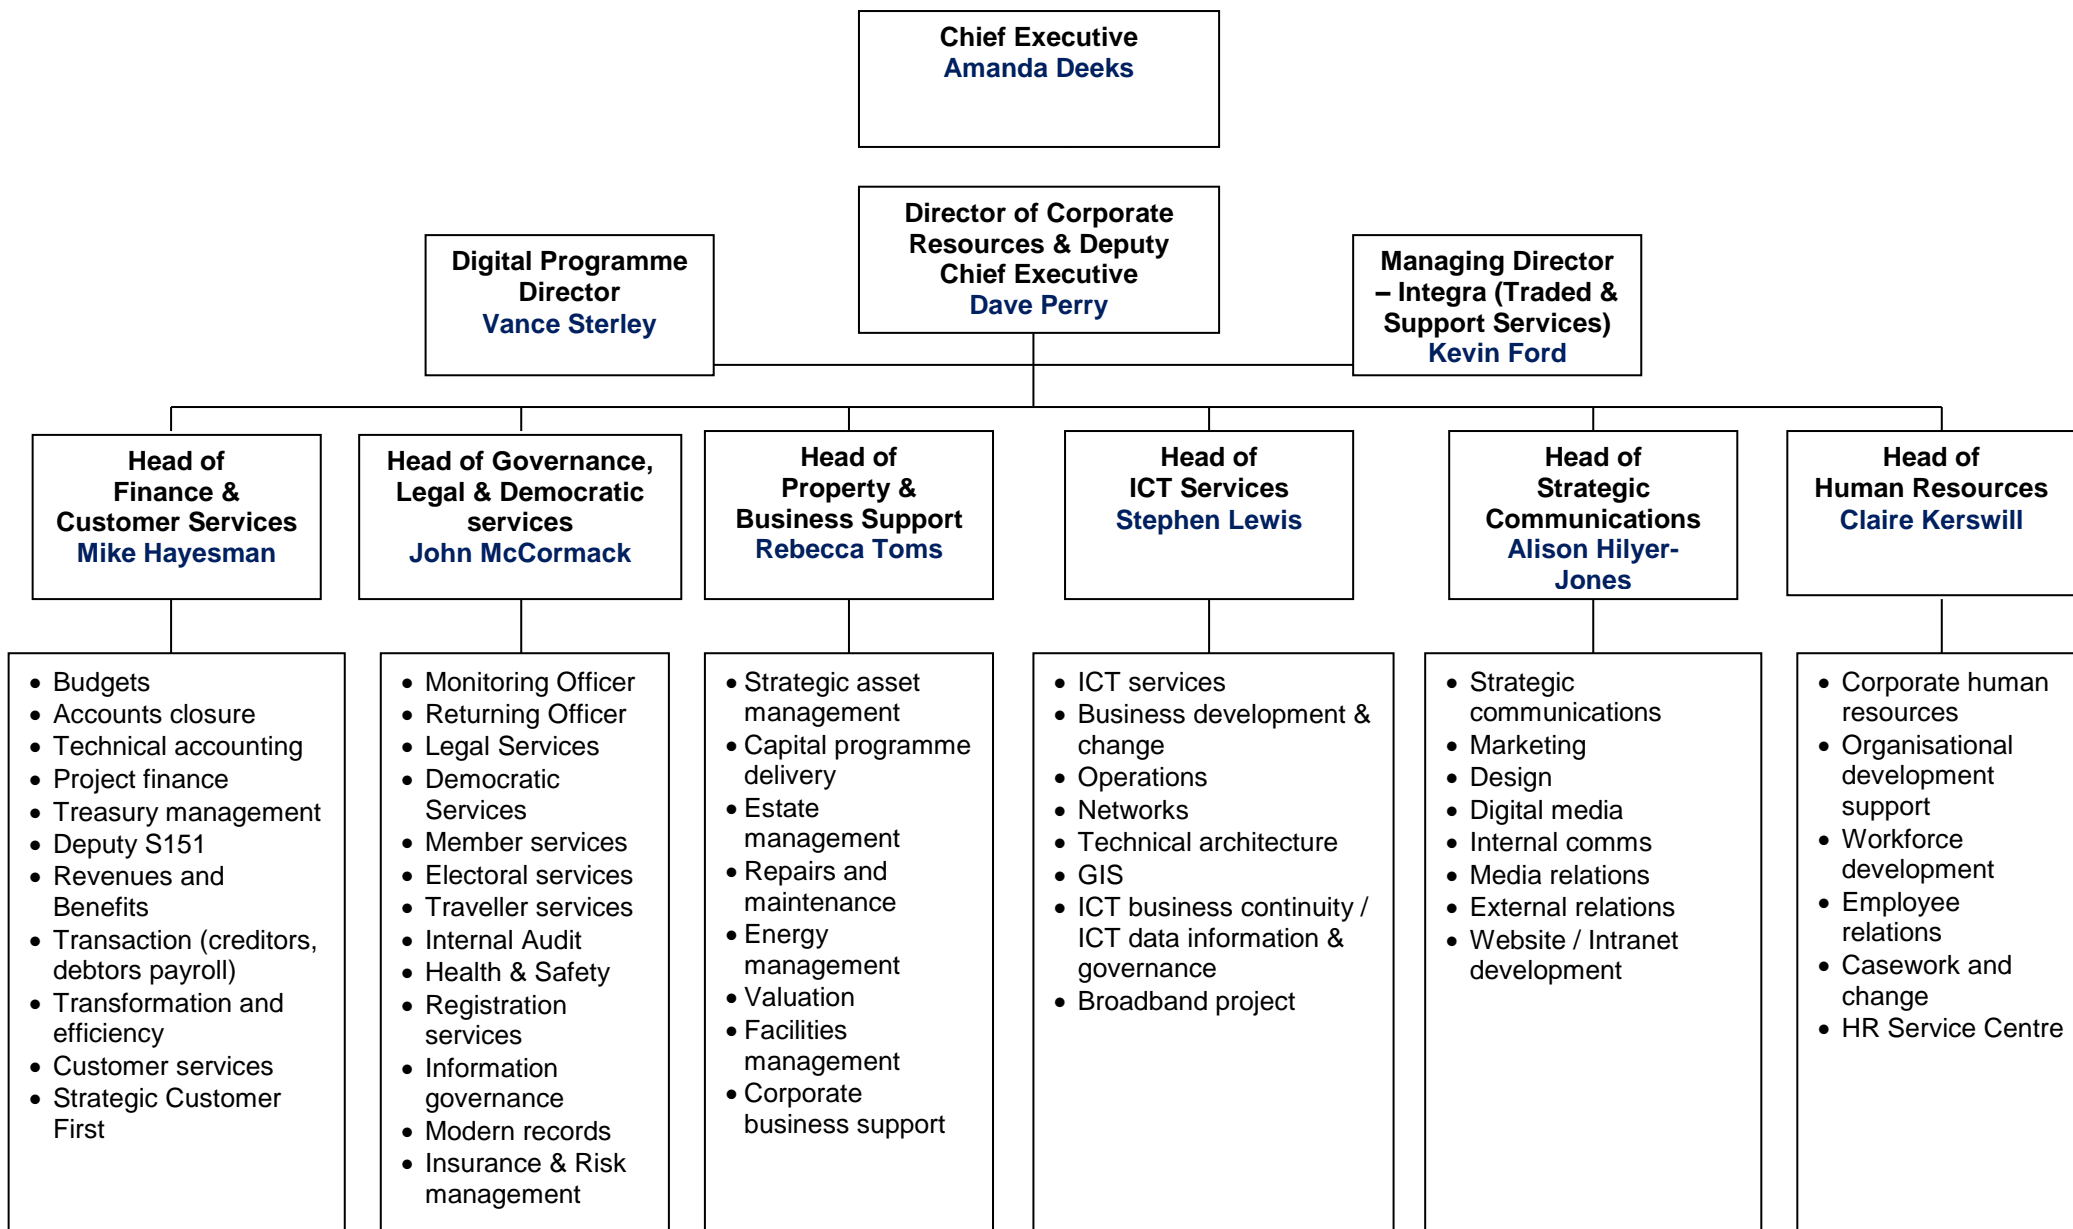 Chief Executive
Amanda Deeks
Director of Corporate
Resources & Deputy
Chief Executive
Dave Perry
Digital Programme
Director
Vance Sterley
Managing Director
– Integra (Traded &
Support Services)
Kevin Ford
Head of
Finance &
Customer Services
Mike Hayesman
Head of Governance,
Legal & Democratic
services
John McCormack
Head of
Property &
Business Support
Rebecca Toms
Head of
ICT Services
Stephen Lewis
Head of
Strategic
Communications
Alison Hilyer-
Jones
Head of
Human Resources
Claire Kerswill
• Budgets
• Accounts closure
• Technical accounting
• Project finance
• Treasury management
• Deputy S151
• Revenues and
Benefits
• Transaction (creditors,
debtors payroll)
• Transformation and
efficiency
• Customer services
• Strategic Customer
First
• Monitoring Officer
• Returning Officer
• Legal Services
• Democratic
Services
• Member services
• Electoral services
• Traveller services
• Internal Audit
• Health & Safety
• Registration
services
• Information
governance
• Modern records
• Insurance & Risk
management
• Strategic asset
management
• Capital programme
delivery
• Estate
management
• Repairs and
maintenance
• Energy
management
• Valuation
• Facilities
management
• Corporate
business support
• ICT services
• Business development &
change
• Operations
• Networks
• Technical architecture
• GIS
• ICT business continuity /
ICT data information &
governance
• Broadband project
• Strategic
communications
• Marketing
• Design
• Digital media
• Internal comms
• Media relations
• External relations
• Website / Intranet
development
• Corporate human
resources
• Organisational
development
support
• Workforce
development
• Employee
relations
• Casework and
change
• HR Service Centre